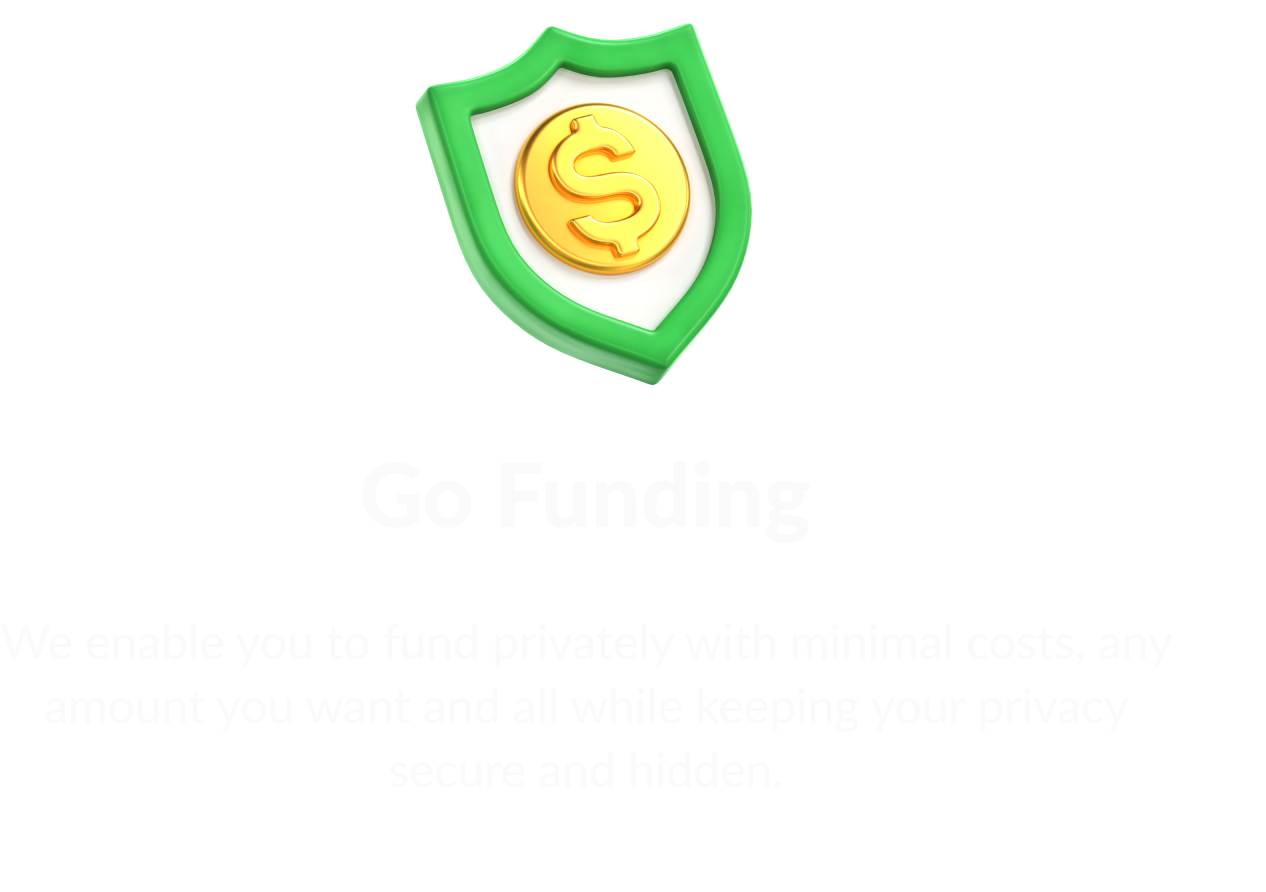 $
Go Funding
We enable you to fund privately with minimal costs, any
amount you want and all while keeping your privacy
secure and hidden.